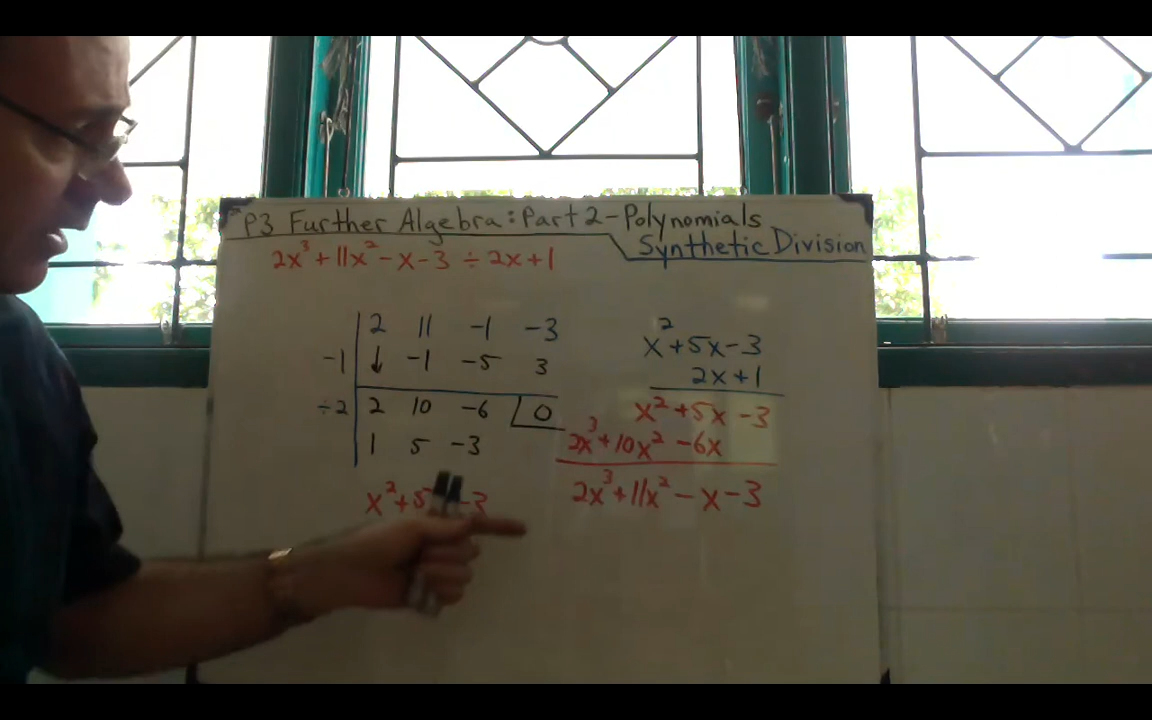 P3 Further Algebra: Part 2 - Polynomials
Synthetic Division
2x³ + 11x² - x - 3 ÷ 2x + 1
2 11 -1 -3
-1 ↓ -1 -5 3
÷2 2 10 -6 0
1 5 -3
x² + 5 -3
x² + 5x - 3
2x + 1
x² + 5x - 3
2x³ + 10x² - 6x
2x³ + 11x² - x - 3